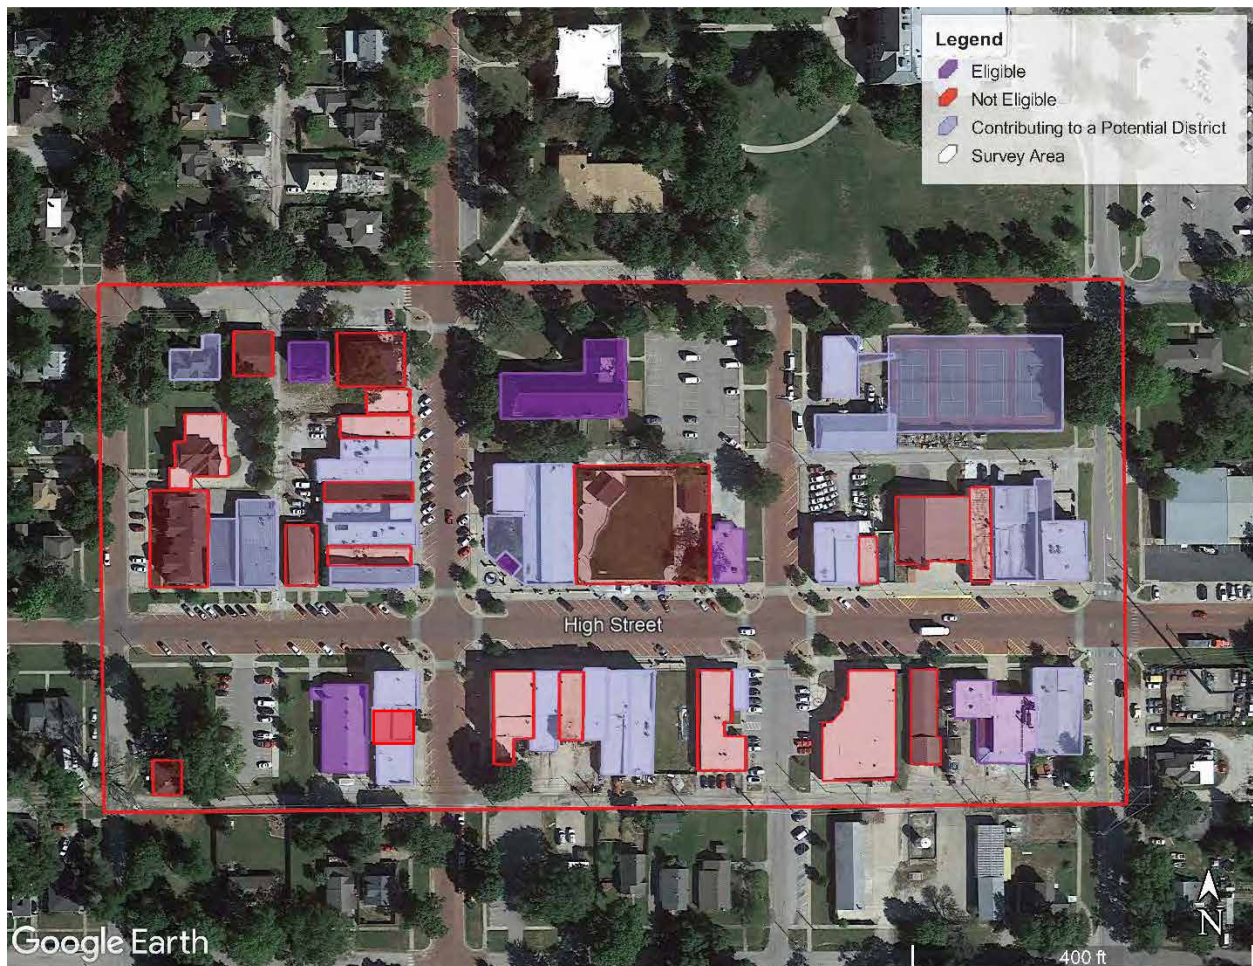 Legend
Eligible
Not Eligible
Contributing to a Potential District
Survey Area
High Street
Google Earth
N
400 ft